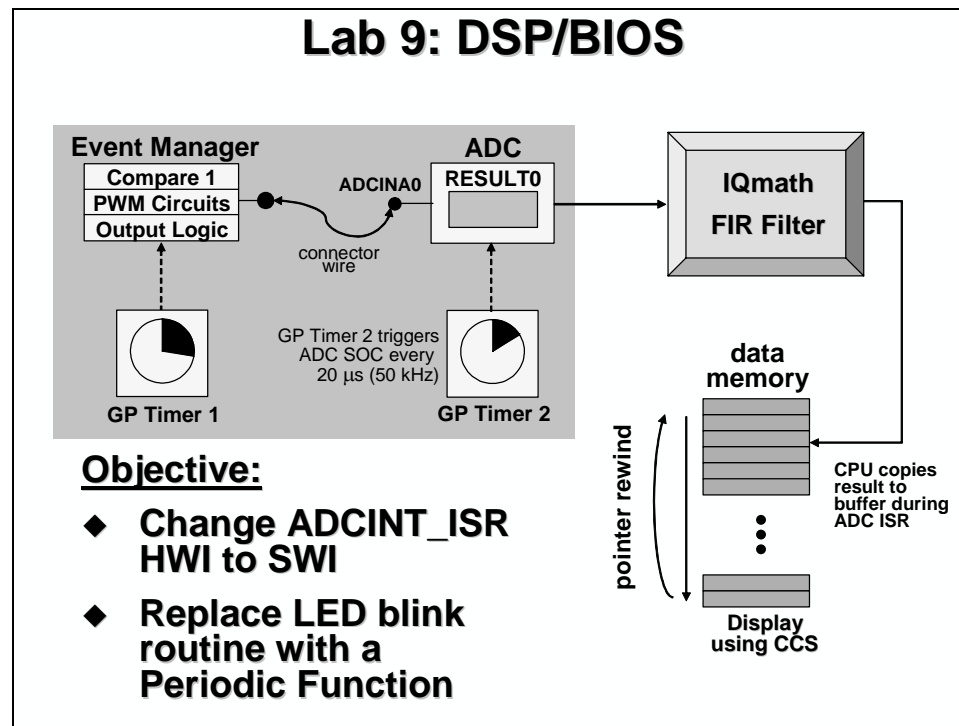 Lab 9: DSP/BIOS
Event Manager
Compare 1
PWM Circuits
Output Logic
ADCINA0
connector
wire
ADC
RESULT0
IQmath
FIR Filter
GP Timer 1
GP Timer 2 triggers
ADC SOC every
20 µs (50 kHz)
GP Timer 2
data
memory
pointer rewind
CPU copies
result to
buffer during
ADC ISR
Display
using CCS
Objective:
◆ Change ADCINT_ISR
HWI to SWI
◆ Replace LED blink
routine with a
Periodic Function